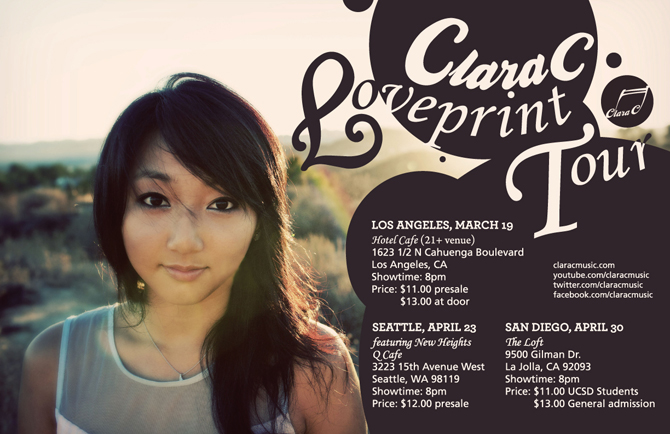 Clara C
Loveprint
Tour
Clara C
LOS ANGELES, MARCH 19
Hotel Cafe (21+ venue)
1623 1/2 N Cahuenga Boulevard
Los Angeles, CA
Showtime: 8pm
Price: $11.00 presale
$13.00 at door
claracmusic.com
youtube.com/claracmusic
twitter.com/claracmusic
facebook.com/claracmusic
SEATTLE, APRIL 23
featuring New Heights
Q Cafe
3223 15th Avenue West
Seattle, WA 98119
Showtime: 8pm
Price: $12.00 presale
SAN DIEGO, APRIL 30
The Loft
9500 Gilman Dr.
La Jolla, CA 92093
Showtime: 8pm
Price: $11.00 UCSD Students
$13.00 General admission